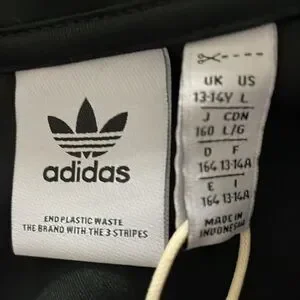 adidas
END PLASTIC WASTE
THE BRAND WITH THE 3 STRIPES
UK US
13-14Y L
J CDN
160 L/G
D F
164 13-14A
E I
164 13-14A
MADE IN
INDONESIA